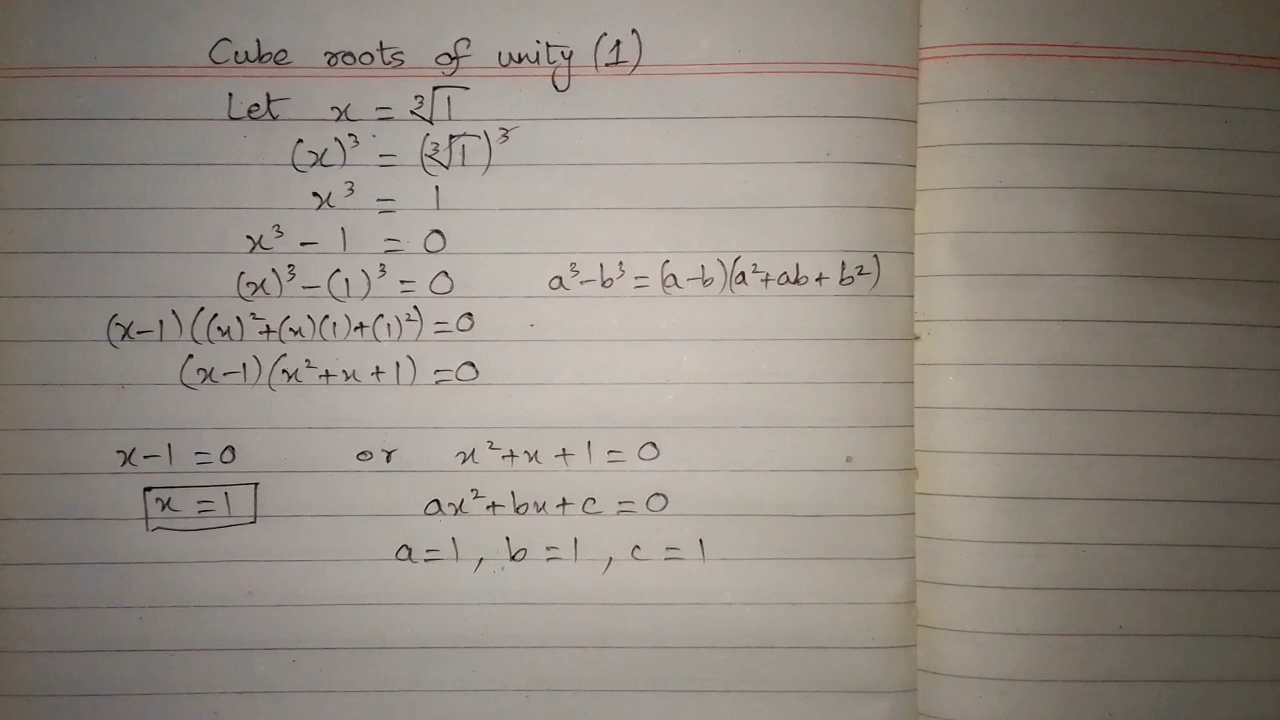 Cube roots of unity (1)
Let x = ∛1
(x)³ = (∛1)³
x³ = 1
x³ - 1 = 0
(x)³ - (1)³ = 0 a³-b³ = (a-b)(a²+ab+b²)
(x-1)((x)²+(x)(1)+(1)²) = 0
(x-1)(x²+x+1) = 0
x-1 = 0 or x²+x+1 = 0
x = 1 ax²+bx+c = 0
a=1, b=1, c=1